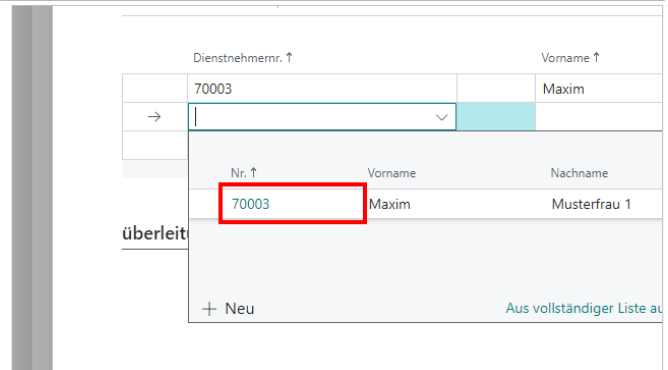 Dienstnehmernr. ↑ Vorname ↑
70003 Maxim
→
Nr. ↑ Vorname Nachname
70003 Maxim Musterfrau 1
überleit
+ Neu Aus vollständiger Liste au